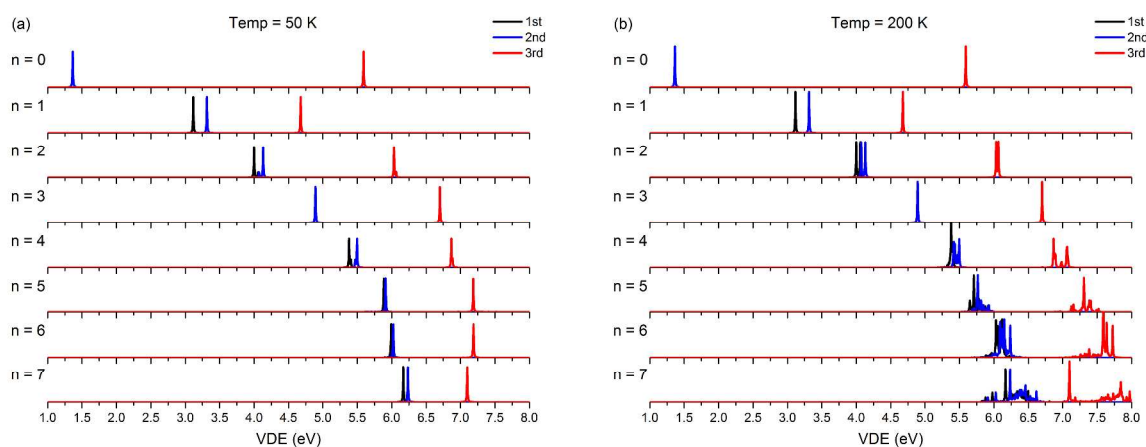 (a)
Temp = 50 K
1st
2nd
3rd
n = 0
n = 1
n = 2
n = 3
n = 4
n = 5
n = 6
n = 7
1.0 1.5 2.0 2.5 3.0 3.5 4.0 4.5 5.0 5.5 6.0 6.5 7.0 7.5 8.0
VDE (eV)
(b)
Temp = 200 K
1st
2nd
3rd
n = 0
n = 1
n = 2
n = 3
n = 4
n = 5
n = 6
n = 7
1.0 1.5 2.0 2.5 3.0 3.5 4.0 4.5 5.0 5.5 6.0 6.5 7.0 7.5 8.0
VDE (eV)